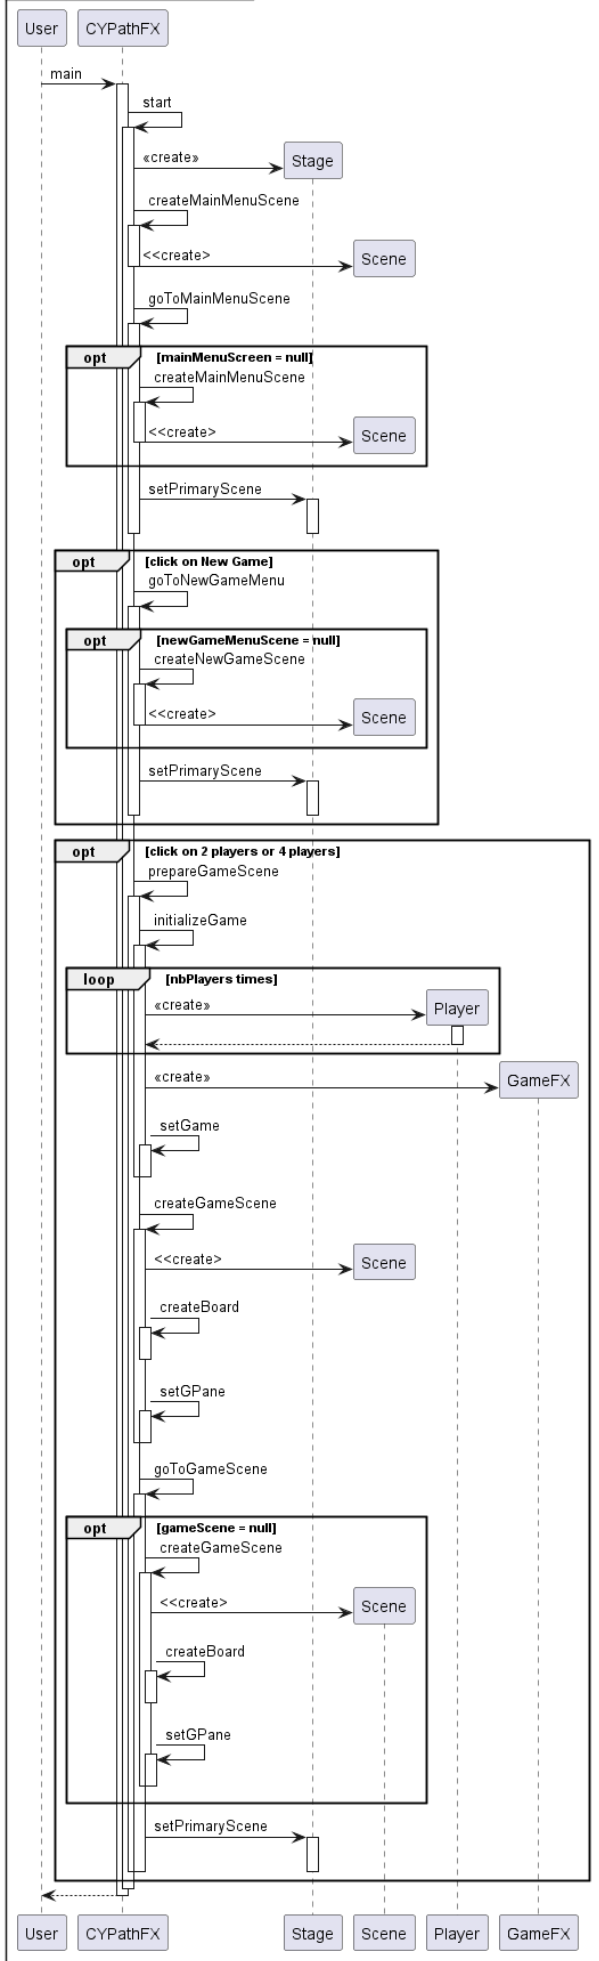 User CYPathFX
main
start
«create»
Stage
createMainMenuScene
<<create>
Scene
goToMainMenuScene
opt [mainMenuScreen = null]
createMainMenuScene
<<create>
Scene
setPrimaryScene
opt [click on New Game]
goToNewGameMenu
opt [newGameMenuScene = null]
createNewGameScene
<<create>
Scene
setPrimaryScene
opt [click on 2 players or 4 players]
prepareGameScene
initializeGame
loop [nbPlayers times]
«create»
Player
«create»
GameFX
setGame
createGameScene
<<create>
Scene
createBoard
setGPane
goToGameScene
opt [gameScene = null]
createGameScene
<<create>
Scene
createBoard
setGPane
setPrimaryScene
User CYPathFX Stage Scene Player GameFX